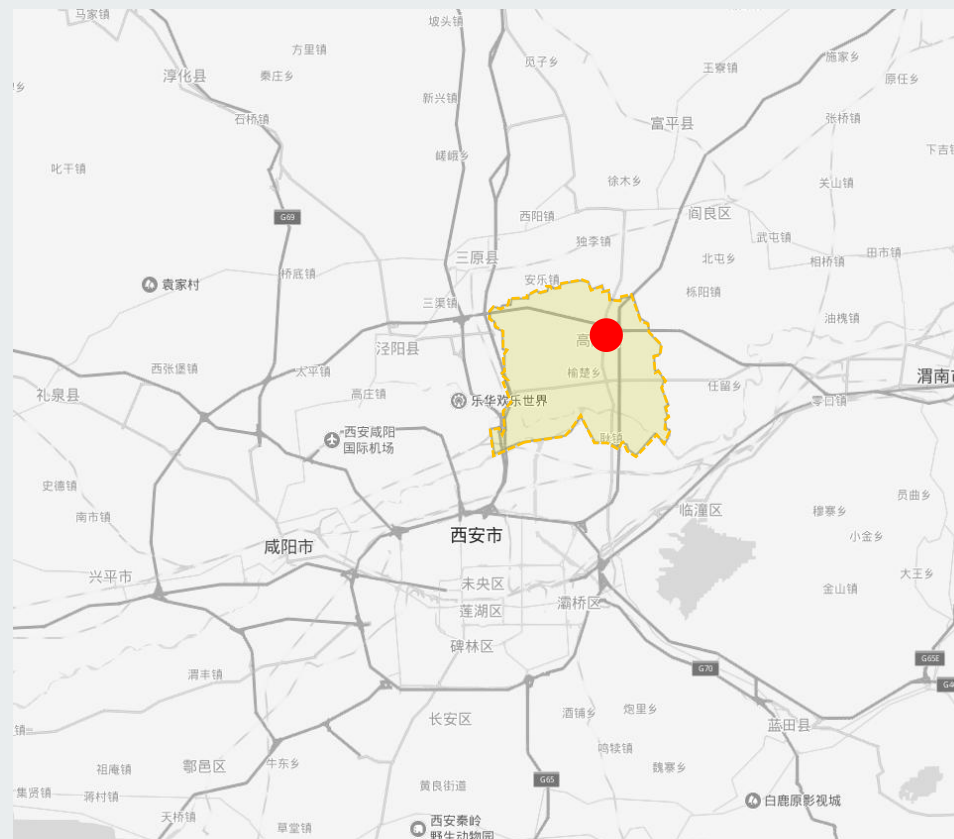 马家镇
坡头镇
方里镇
觅子乡
施家乡
淳化县
秦庄乡
王寮镇
原任乡
新兴镇
石桥镇
富平县
张桥镇
嵯峨乡
叱干镇
徐木乡
关山镇
G69
西阳镇
阎良区
独李镇
武屯镇
三原县
北屯乡
相桥镇
田市镇
桥底镇
安乐镇
袁家村
栎阳镇
三渠镇
油槐镇
泾阳县
高
西张堡镇
太平镇
榆楚乡
渭南市
礼泉县
高庄镇
任留乡
乐华欢乐世界
零口镇
西安咸阳
国际机场
耿镇
史德镇
员曲乡
南市镇
临潼区
穆寨乡
西安市
小金乡
咸阳市
兴平市
未央区
大王乡
灞桥区
金山镇
莲湖区
碑林区
G65E
G70
渭丰镇
长安区
酒铺乡
炮里乡
蓝田县
鸣犊镇
祖庵镇
鄠邑区
牛东乡
魏寨乡
G65
黄良街道
集贤镇
蒋村镇
白鹿原影视城
天桥镇
草堂镇
西安秦岭
野生动物园